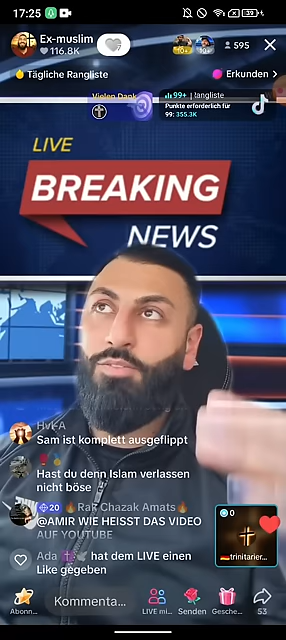 17:25
39
Ex-muslim
116.8K
595
Tägliche Rangliste
Erkunden >
Vielen Dank
99+ | Rangliste
Punkte erforderlich für
99: 355.3K
LIVE
BREAKING
NEWS
HvL-A
Sam ist komplett ausgeflippt
Hast du denn Islam verlassen
nicht böse
20 Rak Chazak Amats
@AMIR WIE HEISST DAS VIDEO
AUF YOUTUBE
Ada hat dem LIVE einen
Like gegeben
0
trinitarier...
Abonn...
Kommenta...
LIVE mi...
Senden
Gesche...
53